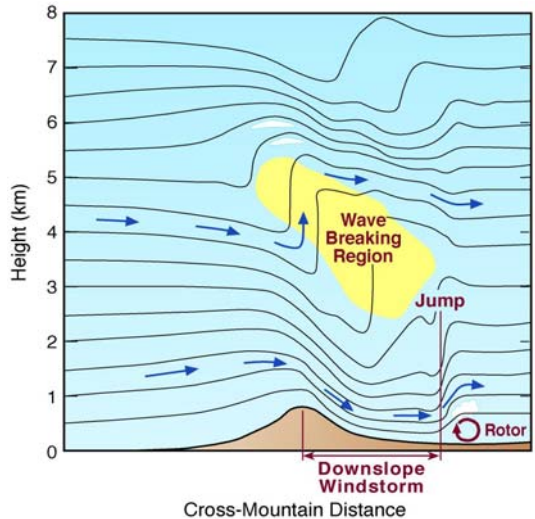 8
7
6
5
4
3
2
1
0
Height (km)
Wave
Breaking
Region
Jump
Rotor
Downslope
Windstorm
Cross-Mountain Distance